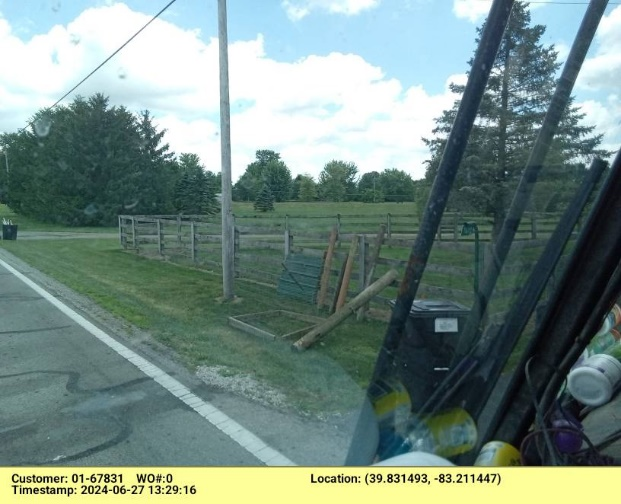 Customer: 01-67831 WO#:0 Location: (39.831493, -83.211447)
Timestamp: 2024-06-27 13:29:16